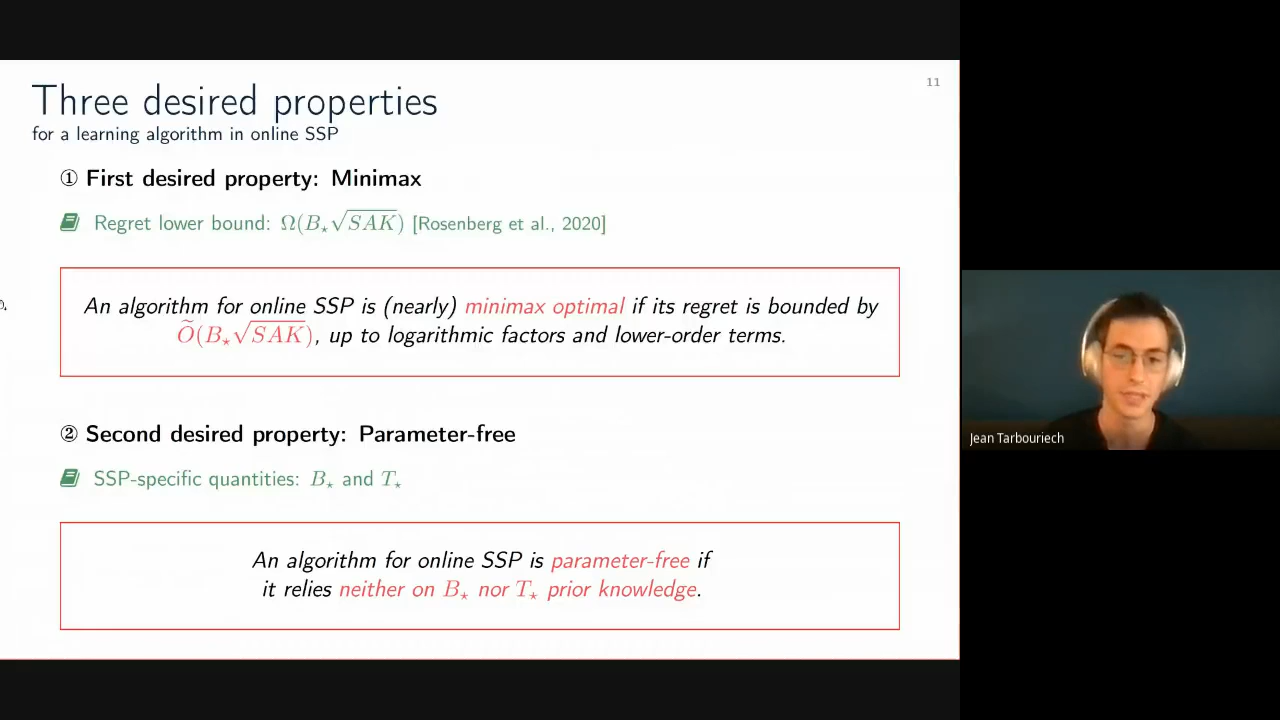 11
Three desired properties
for a learning algorithm in online SSP
① First desired property: Minimax
Regret lower bound: Ω(B⋆√SAK) [Rosenberg et al., 2020]
An algorithm for online SSP is (nearly) minimax optimal if its regret is bounded by
Õ(B⋆√SAK), up to logarithmic factors and lower-order terms.
② Second desired property: Parameter-free
SSP-specific quantities: B⋆ and T⋆
An algorithm for online SSP is parameter-free if
it relies neither on B⋆ nor T⋆ prior knowledge.
Jean Tarbouriech